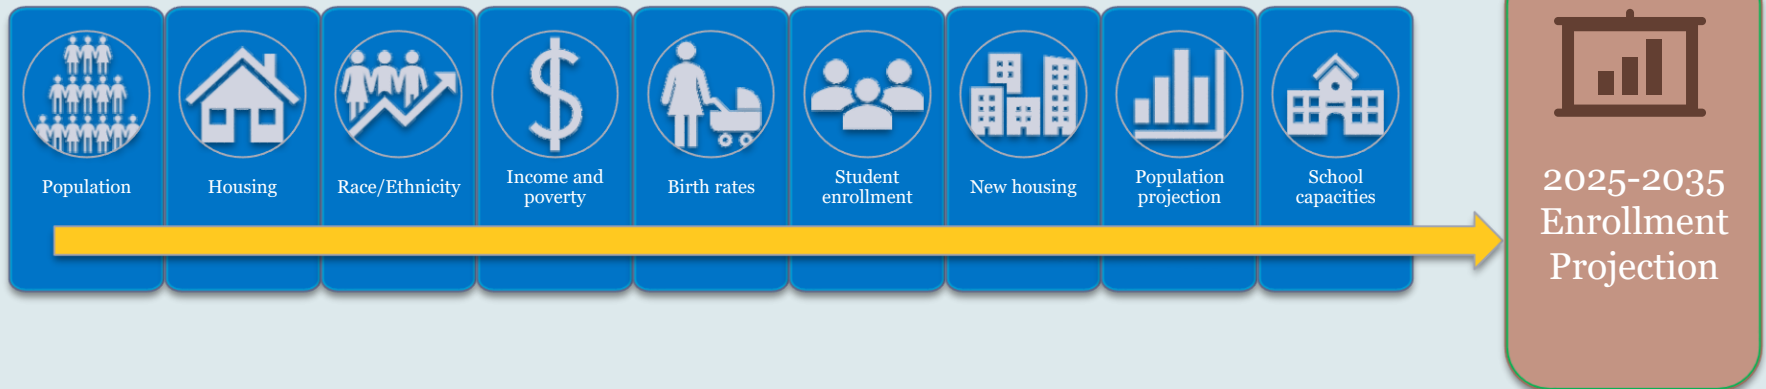 Population
Housing
Race/Ethnicity
Income and
poverty
Birth rates
Student
enrollment
New housing
Population
projection
School
capacities
2025-2035
Enrollment
Projection